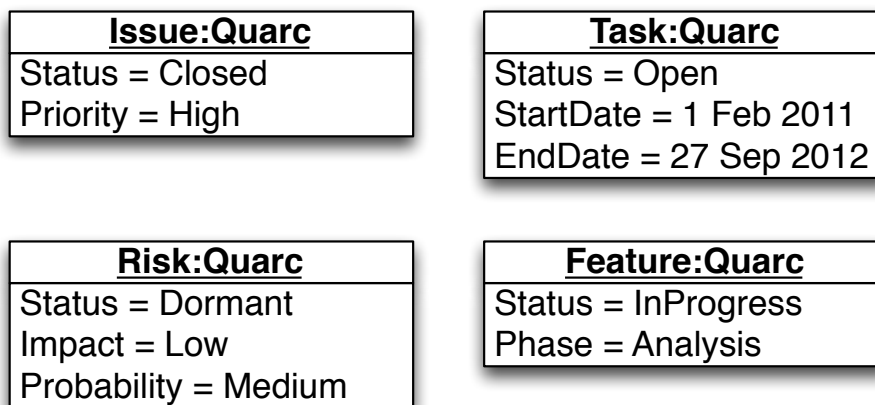 Issue:Quarc
Status = Closed
Priority = High
Task:Quarc
Status = Open
StartDate = 1 Feb 2011
EndDate = 27 Sep 2012
Risk:Quarc
Status = Dormant
Impact = Low
Probability = Medium
Feature:Quarc
Status = InProgress
Phase = Analysis